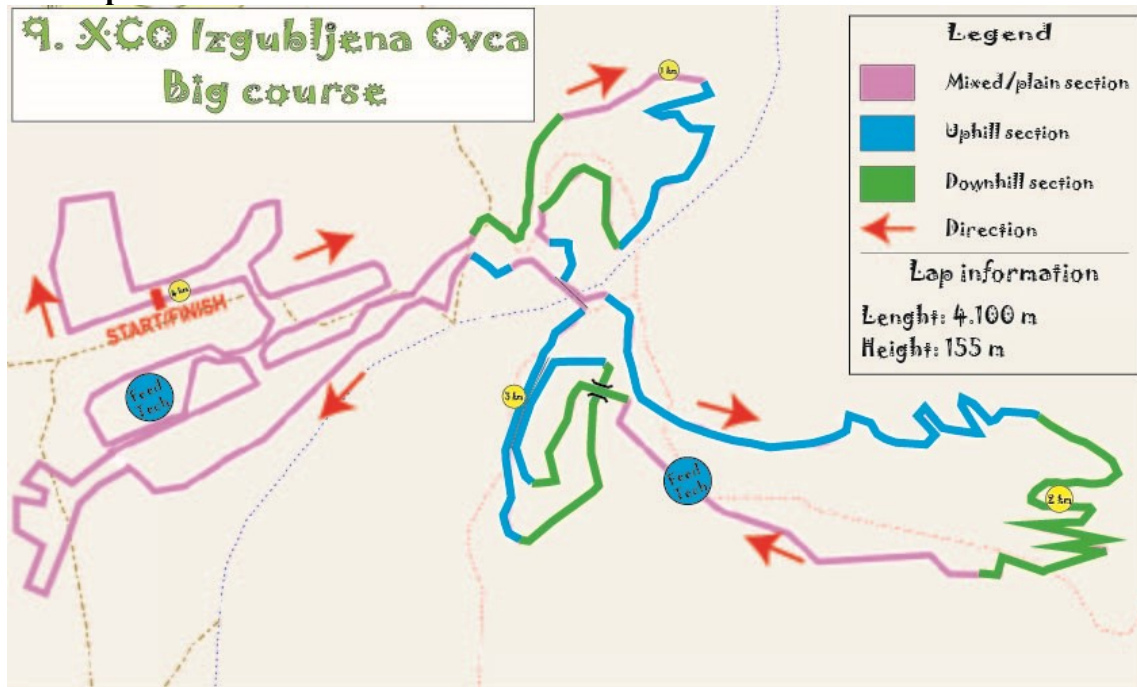 9. XCO Izgubljena Ovca
Big course
Legend
Mixed/plain section
Uphill section
Downhill section
Direction
Lap information
Lenght: 4.100 m
Height: 155 m
1 km
4 km
START/FINISH
Feed
Tech
3 km
Feed
Tech
2 km